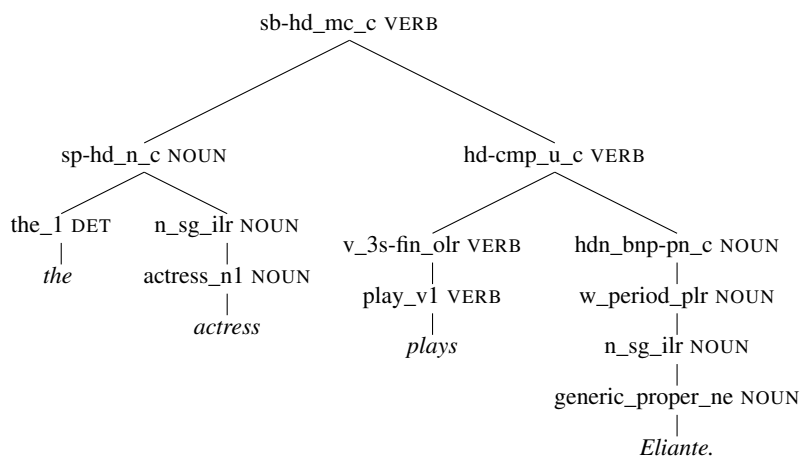 sb-hd_mc_c VERB
sp-hd_n_c NOUN hd-cmp_u_c VERB
the_1 DET n_sg_ilr NOUN v_3s-fin_olr VERB hdn_bnp-pn_c NOUN
the actress_n1 NOUN play_v1 VERB w_period_plr NOUN
actress plays n_sg_ilr NOUN
generic_proper_ne NOUN
Eliante.